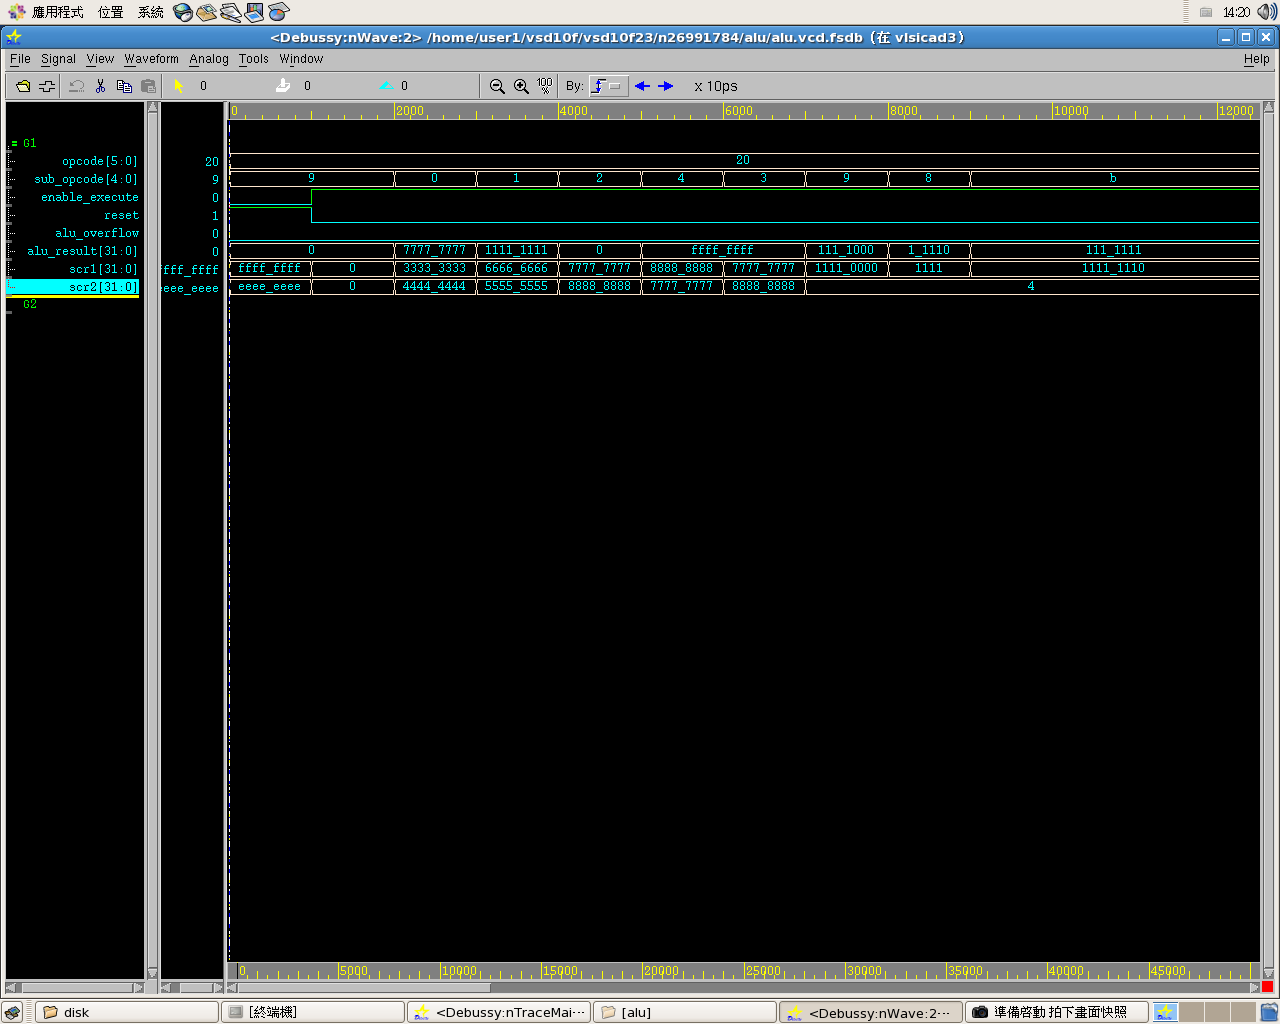 應用程式 位置 系統 14:20
<Debussy:nWave:2> /home/user1/vsd10f/vsd10f23/n26991784/alu/alu.vcd.fsdb (在 vlsicad3)
File Signal View Waveform Analog Tools Window Help
0 0 0 100 % By: x 10ps
0 2000 4000 6000 8000 10000 12000
G1
opcode[5:0] 20 20
sub_opcode[4:0] 9 9 0 1 2 4 3 9 8 b
enable_execute 0
reset 1
alu_overflow 0
alu_result[31:0] 0 0 7777_7777 1111_1111 0 ffff_ffff 111_1000 1_1110 111_1111
scr1[31:0] ffff_ffff ffff_ffff 0 3333_3333 6666_6666 7777_7777 8888_8888 7777_7777 1111_0000 1111 1111_1110
scr2[31:0] eeee_eeee eeee_eeee 0 4444_4444 5555_5555 8888_8888 7777_7777 8888_8888 4
G2
0 5000 10000 15000 20000 25000 30000 35000 40000 45000
disk [終端機] <Debussy:nTraceMai··· [alu] <Debussy:nWave:2··· 準備啓動 拍下畫面快照